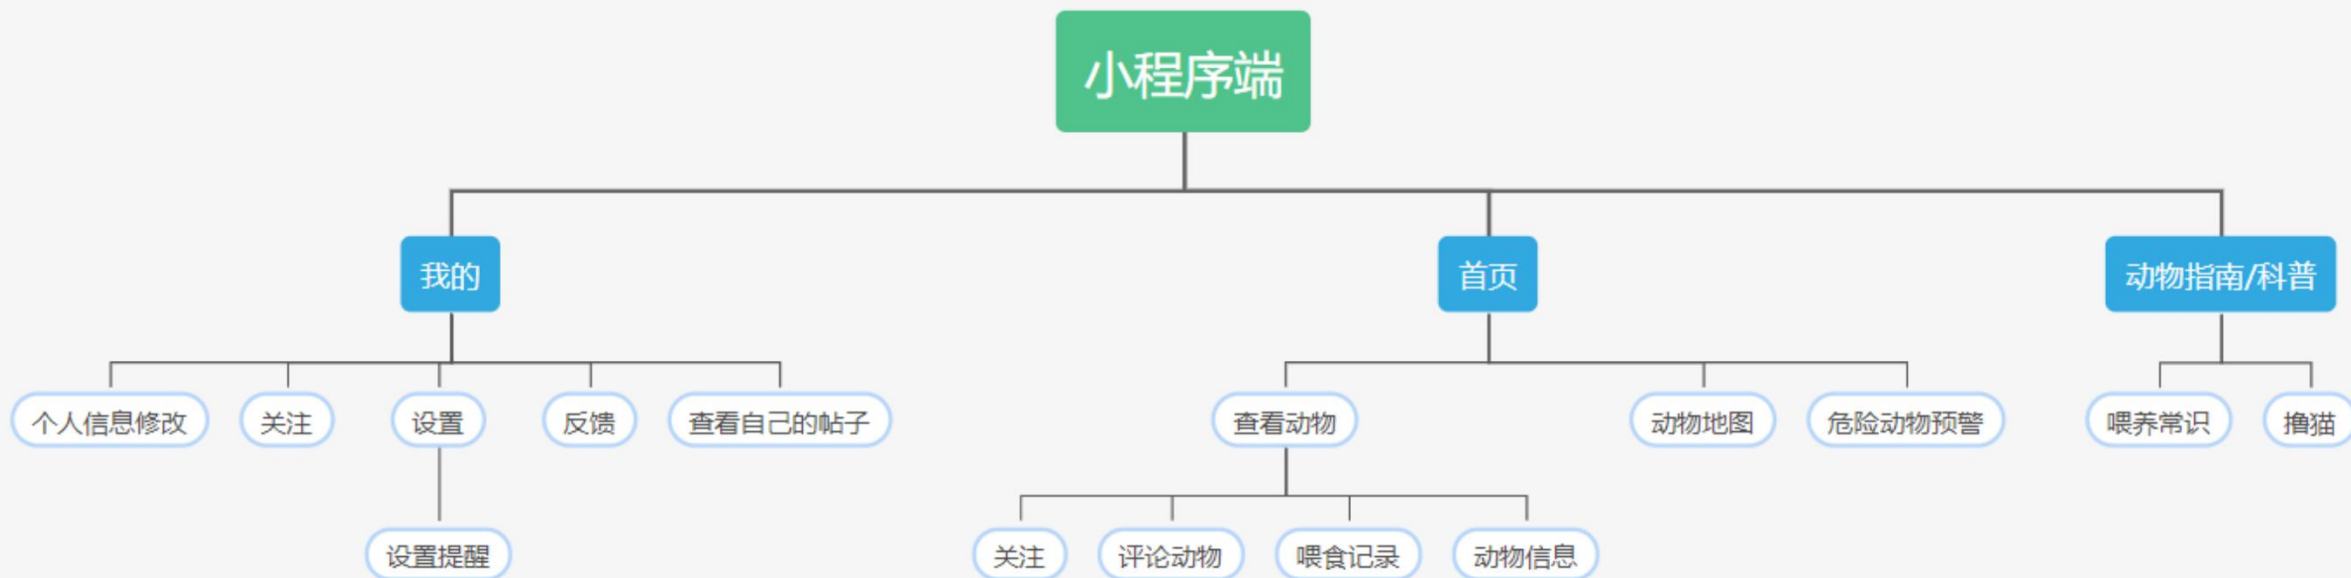 小程序端
我的
首页
动物指南/科普
个人信息修改
关注
设置
反馈
查看自己的帖子
查看动物
动物地图
危险动物预警
喂养常识
撸猫
设置提醒
关注
评论动物
喂食记录
动物信息